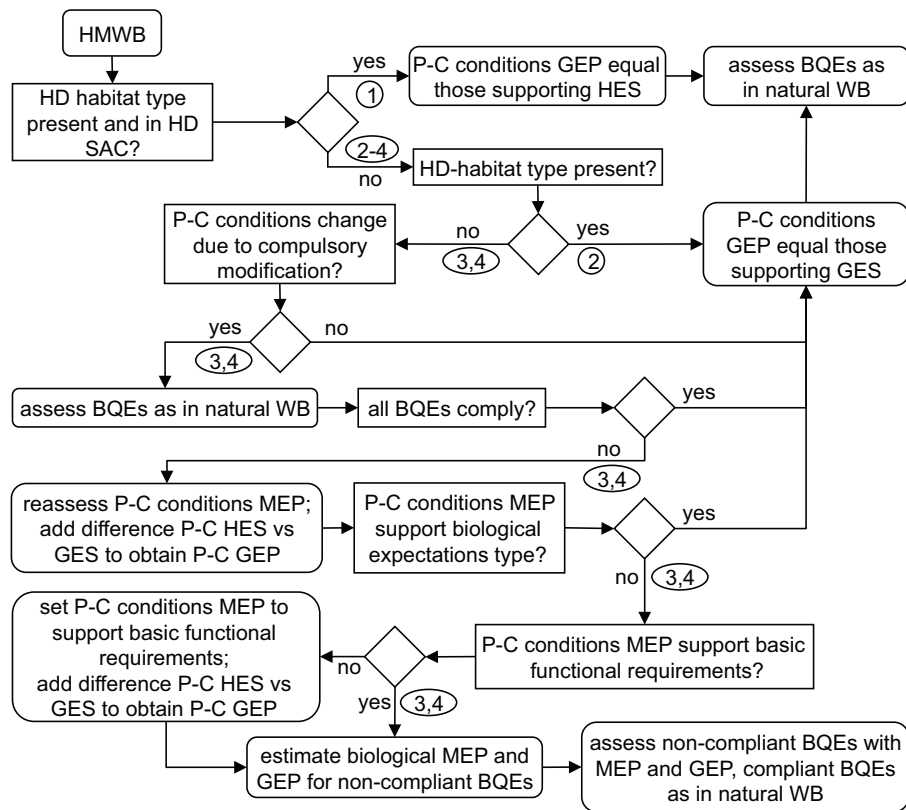 HMWB
HD habitat type
present and in HD
SAC?
yes
1
P-C conditions GEP equal
those supporting HES
assess BQEs as
in natural WB
2-4
no
HD-habitat type present?
P-C conditions change
due to compulsory
modification?
no
3,4
yes
2
P-C conditions
GEP equal those
supporting GES
yes
3,4
no
assess BQEs as in natural WB
all BQEs comply?
yes
no
3,4
reassess P-C conditions MEP;
add difference P-C HES vs
GES to obtain P-C GEP
P-C conditions MEP
support biological
expectations type?
yes
no
3,4
set P-C conditions MEP to
support basic functional
requirements;
add difference P-C HES vs
GES to obtain P-C GEP
no
yes
3,4
P-C conditions MEP support basic
functional requirements?
estimate biological MEP and
GEP for non-compliant BQEs
assess non-compliant BQEs with
MEP and GEP, compliant BQEs
as in natural WB